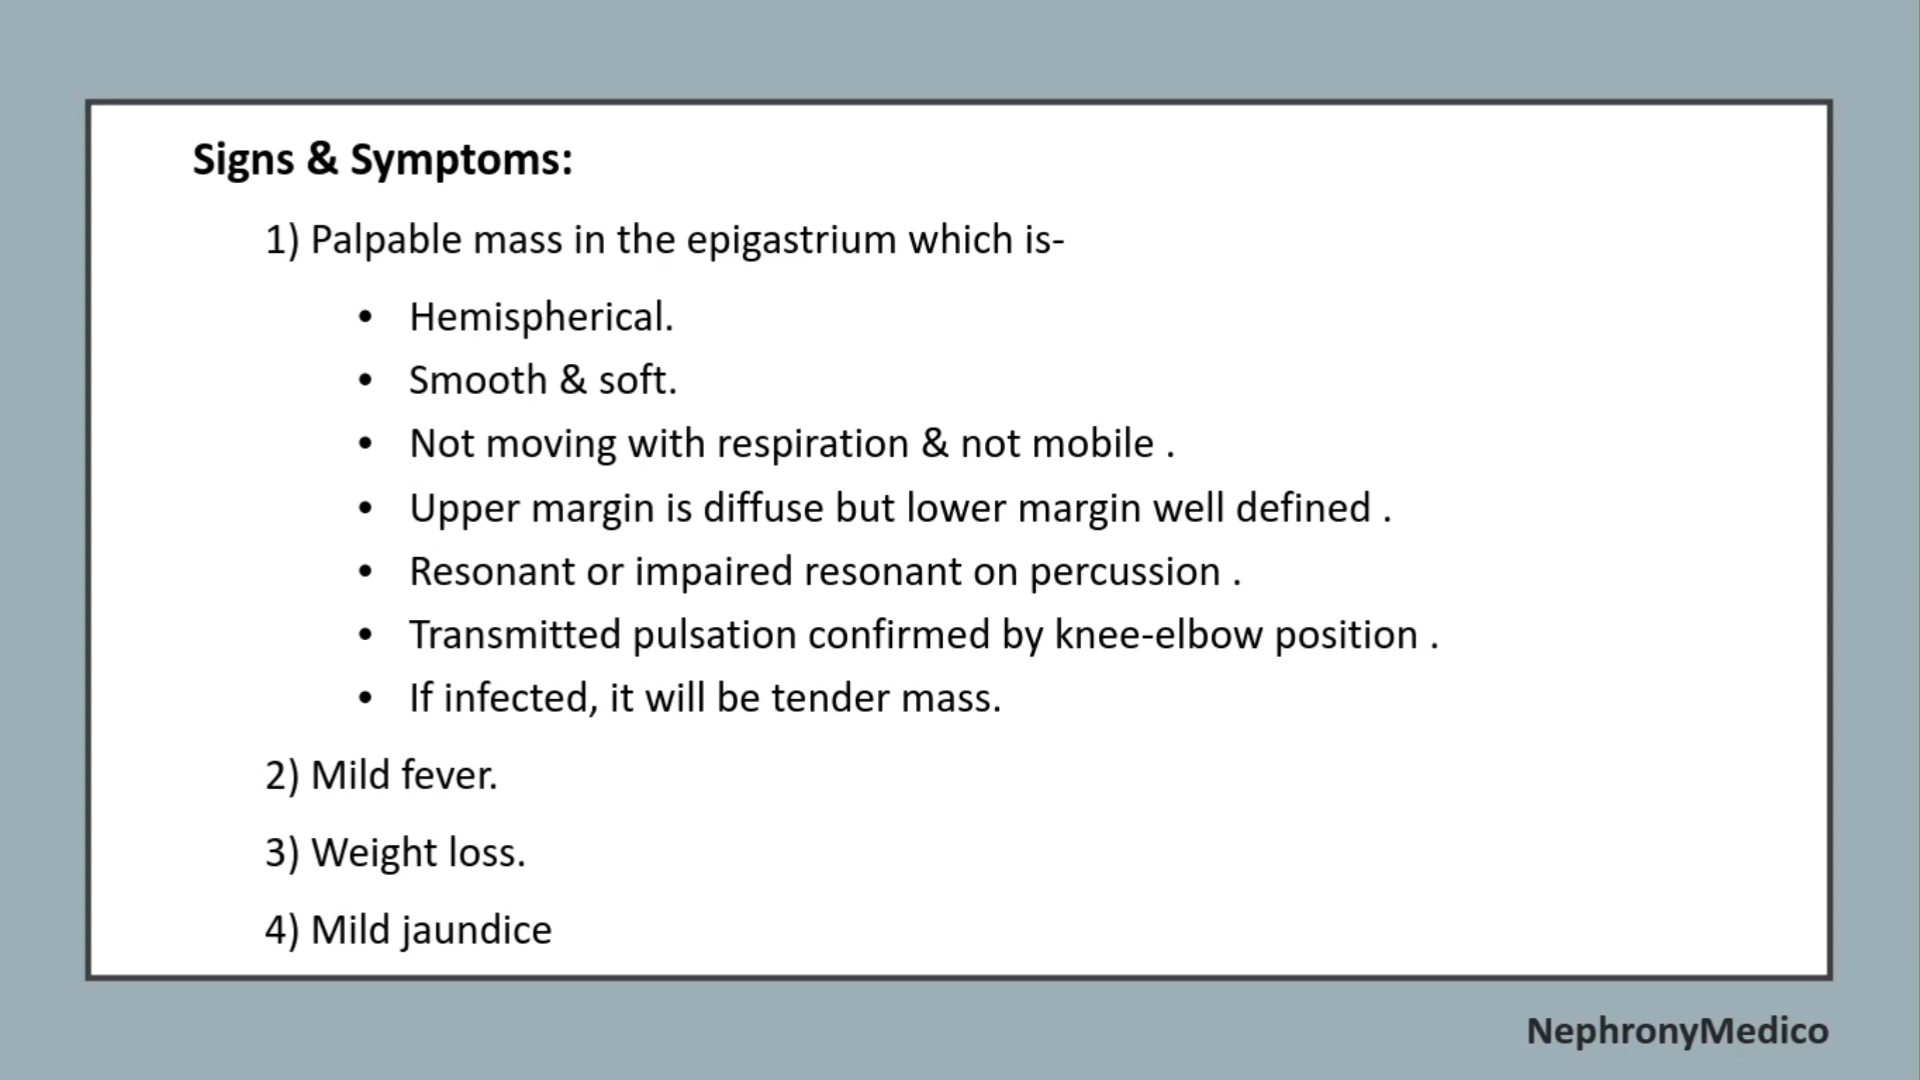 Signs & Symptoms:
1) Palpable mass in the epigastrium which is-
• Hemispherical.
• Smooth & soft.
• Not moving with respiration & not mobile .
• Upper margin is diffuse but lower margin well defined .
• Resonant or impaired resonant on percussion .
• Transmitted pulsation confirmed by knee-elbow position .
• If infected, it will be tender mass.
2) Mild fever.
3) Weight loss.
4) Mild jaundice
NephronyMedico